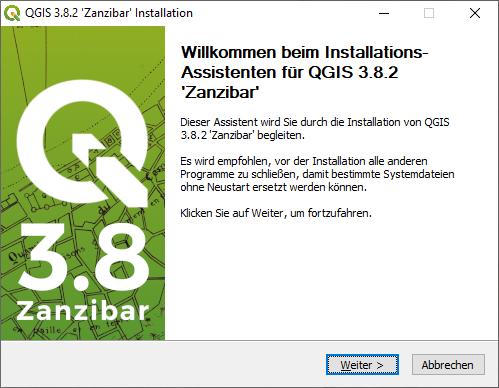 QGIS 3.8.2 'Zanzibar' Installation
Willkommen beim Installations-
Assistenten für QGIS 3.8.2
'Zanzibar'
Dieser Assistent wird Sie durch die Installation von QGIS
3.8.2 'Zanzibar' begleiten.
Es wird empfohlen, vor der Installation alle anderen
Programme zu schließen, damit bestimmte Systemdateien
ohne Neustart ersetzt werden können.
Klicken Sie auf Weiter, um fortzufahren.
3.8
Zanzibar
Weiter >
Abbrechen